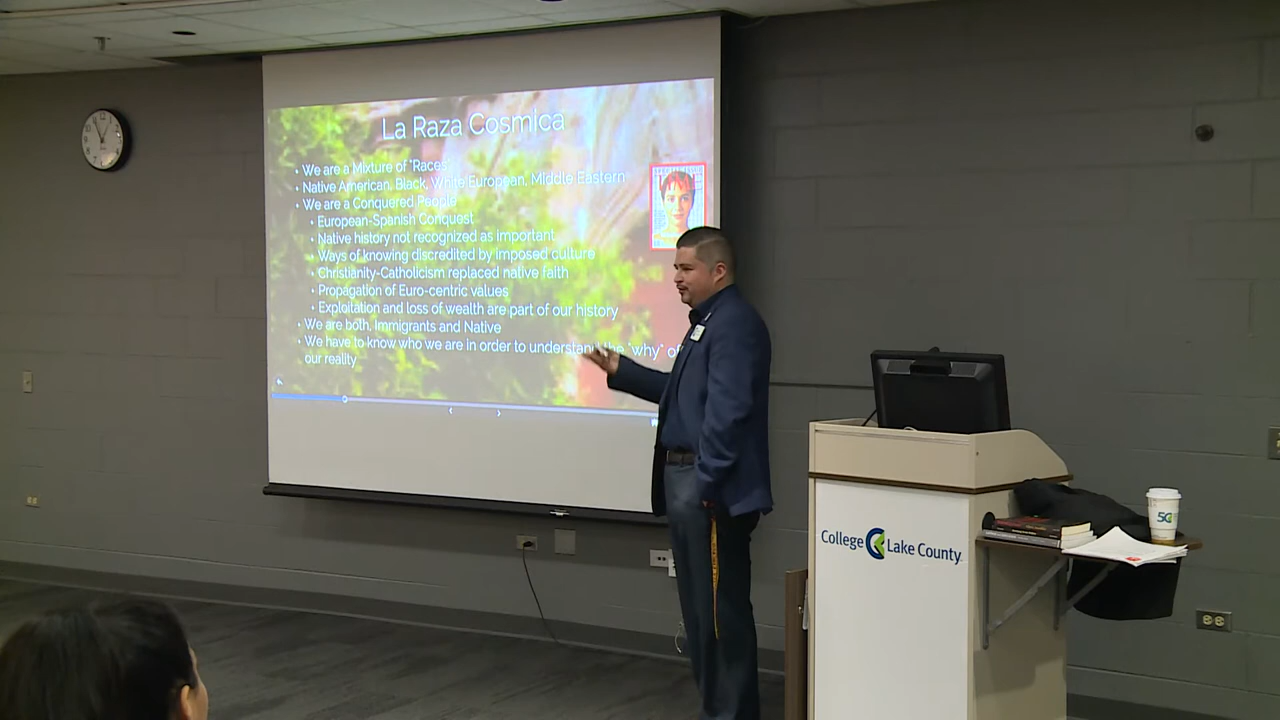 La Raza Cosmica
We are a Mixture of "Races"
Native American, Black, White European, Middle Eastern
We are a Conquered People
European-Spanish Conquest
Native history not recognized as important
Ways of knowing discredited by imposed culture
Christianity-Catholicism replaced native faith
Propagation of Euro-centric values
Exploitation and loss of wealth are part of our history
We are both, Immigrants and Native
We have to know who we are in order to understand the "why" of
our reality
College Lake County
50